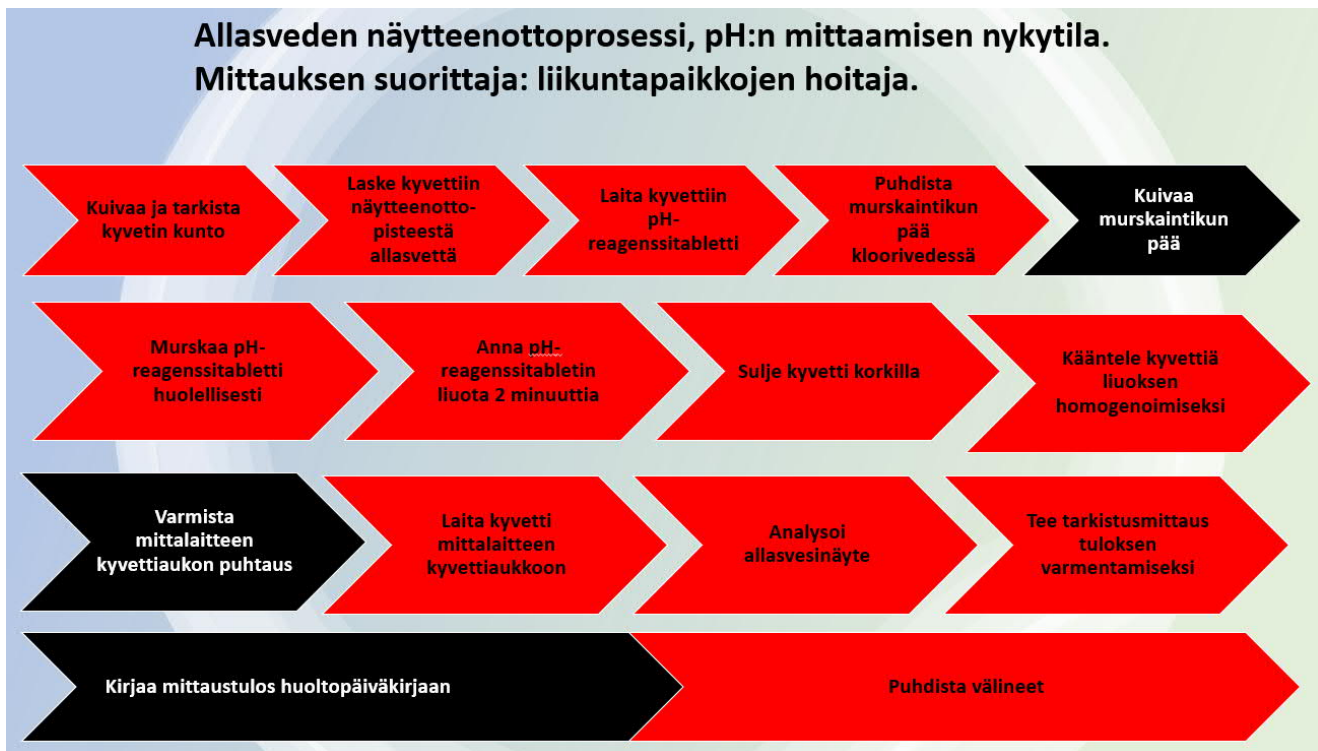 Allasveden näytteenottoprosessi, pH:n mittaamisen nykytila.
Mittauksen suorittaja: liikuntapaikkojen hoitaja.
Kuivaa ja tarkista
kyvetin kunto
Laske kyvettiin
näytteenotto-
pisteestä
allasvettä
Laita kyvettiin
pH-
reagenssitabletti
Puhdista
murskaintikun
pää
kloorivedessä
Kuivaa
murskaintikun
pää
Murskaa pH-
reagenssitabletti
huolellisesti
Anna pH-
reagenssitabletin
liuota 2 minuuttia
Sulje kyvetti korkilla
Kääntele kyvettiä
liuoksen
homogenoimiseksi
Varmista
mittalaitteen
kyvettiaukon puhtaus
Laita kyvetti
mittalaitteen
kyvettiaukkoon
Analysoi
allasvesinäyte
Tee tarkistusmittaus
tuloksen
varmentamiseksi
Kirjaa mittaustulos huoltopäiväkirjaan
Puhdista välineet